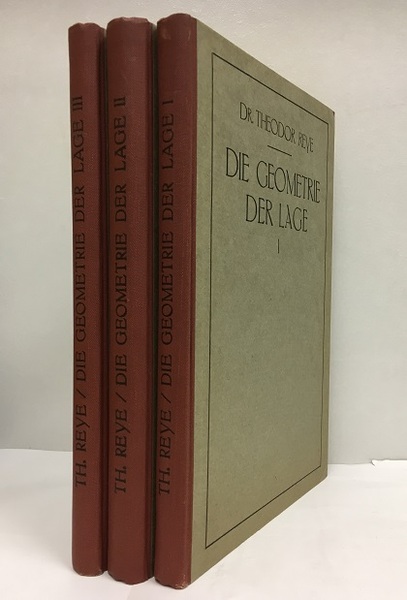 TH. REYE / DIE GEOMETRIE DER LAGE III
TH. REYE / DIE GEOMETRIE DER LAGE II
TH. REYE / DIE GEOMETRIE DER LAGE I
DR. THEODOR REYE
DIE GEOMETRIE
DER LAGE
I